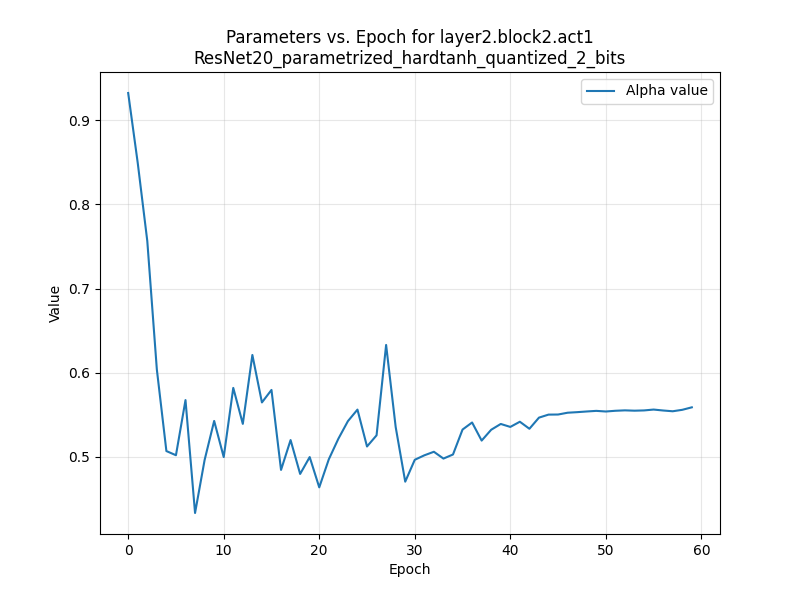 Parameters vs. Epoch for layer2.block2.act1
ResNet20_parametrized_hardtanh_quantized_2_bits
Alpha value
0.9
0.8
0.7
0.6
0.5
Value
0 10 20 30 40 50 60
Epoch